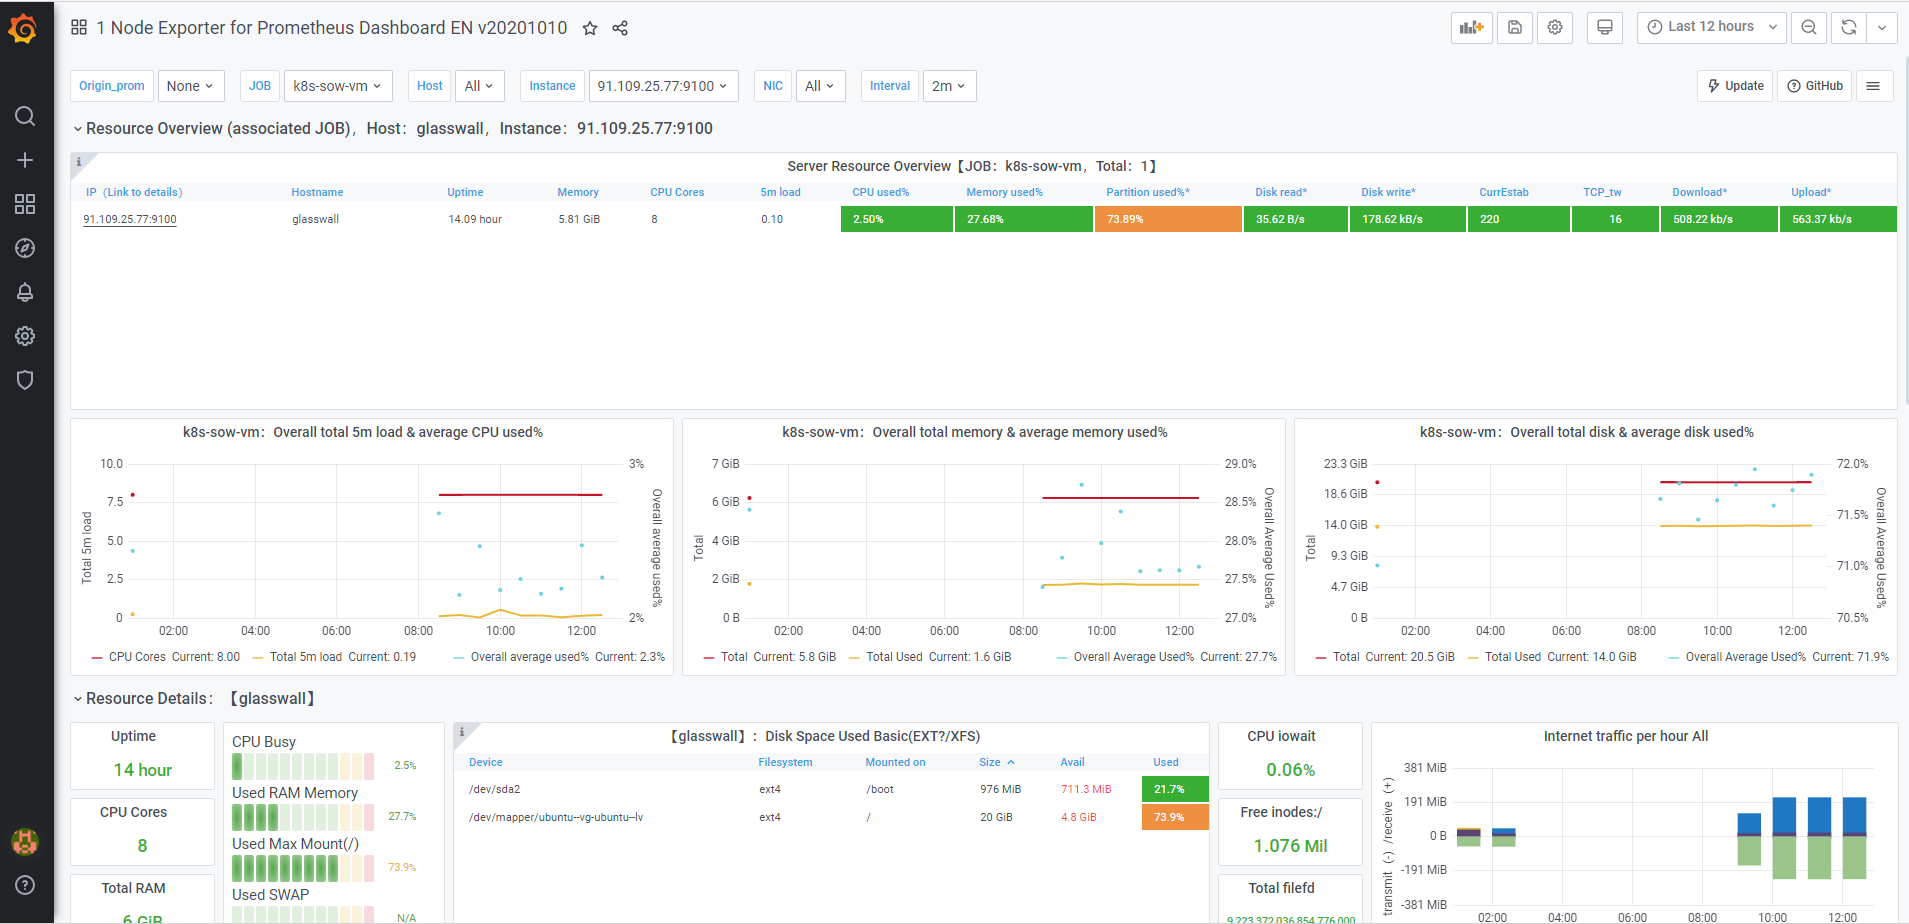 1 Node Exporter for Prometheus Dashboard EN v20201010
Last 12 hours
Origin_prom None JOB k8s-sow-vm Host All Instance 91.109.25.77:9100 NIC All Interval 2m Update GitHub
Resource Overview (associated JOB)，Host：glasswall，Instance：91.109.25.77:9100
Server Resource Overview【JOB：k8s-sow-vm，Total：1】
IP（Link to details） Hostname Uptime Memory CPU Cores 5m load CPU used% Memory used% Partition used%* Disk read* Disk write* CurrEstab TCP_tw Download* Upload*
91.109.25.77:9100 glasswall 14.09 hour 5.81 GiB 8 0.10 2.50% 27.68% 73.89% 35.62 B/s 178.62 kB/s 220 16 508.22 kb/s 563.37 kb/s
k8s-sow-vm：Overall total 5m load & average CPU used%
10.0
7.5
5.0
2.5
0
3%
2%
Total 5m load
Overall average used%
02:00 04:00 06:00 08:00 10:00 12:00
CPU Cores Current: 8.00 Total 5m load Current: 0.19 Overall average used% Current: 2.3%
k8s-sow-vm：Overall total memory & average memory used%
7 GiB
6 GiB
4 GiB
2 GiB
0 B
29.0%
28.5%
28.0%
27.5%
27.0%
Total
Overall Average Used%
02:00 04:00 06:00 08:00 10:00 12:00
Total Current: 5.8 GiB Total Used Current: 1.6 GiB Overall Average Used% Current: 27.7%
k8s-sow-vm：Overall total disk & average disk used%
23.3 GiB
18.6 GiB
14.0 GiB
9.3 GiB
4.7 GiB
0 B
72.0%
71.5%
71.0%
70.5%
Total
Overall Average Used%
02:00 04:00 06:00 08:00 10:00 12:00
Total Current: 20.5 GiB Total Used Current: 14.0 GiB Overall Average Used% Current: 71.9%
Resource Details：【glasswall】
Uptime
14 hour
CPU Cores
8
Total RAM
6 GiB
CPU Busy
2.5%
Used RAM Memory
27.7%
Used Max Mount(/)
73.9%
Used SWAP
N/A
【glasswall】：Disk Space Used Basic(EXT?/XFS)
Device Filesystem Mounted on Size Avail Used
/dev/sda2 ext4 /boot 976 MiB 711.3 MiB 21.7%
/dev/mapper/ubuntu--vg-ubuntu--lv ext4 / 20 GiB 4.8 GiB 73.9%
CPU iowait
0.06%
Free inodes:/
1.076 Mil
Total filefd
9,223,372,036,854,776,000
Internet traffic per hour All
381 MiB
191 MiB
0 B
-191 MiB
-381 MiB
transmit (-) /receive (+)
02:00 04:00 06:00 08:00 10:00 12:00